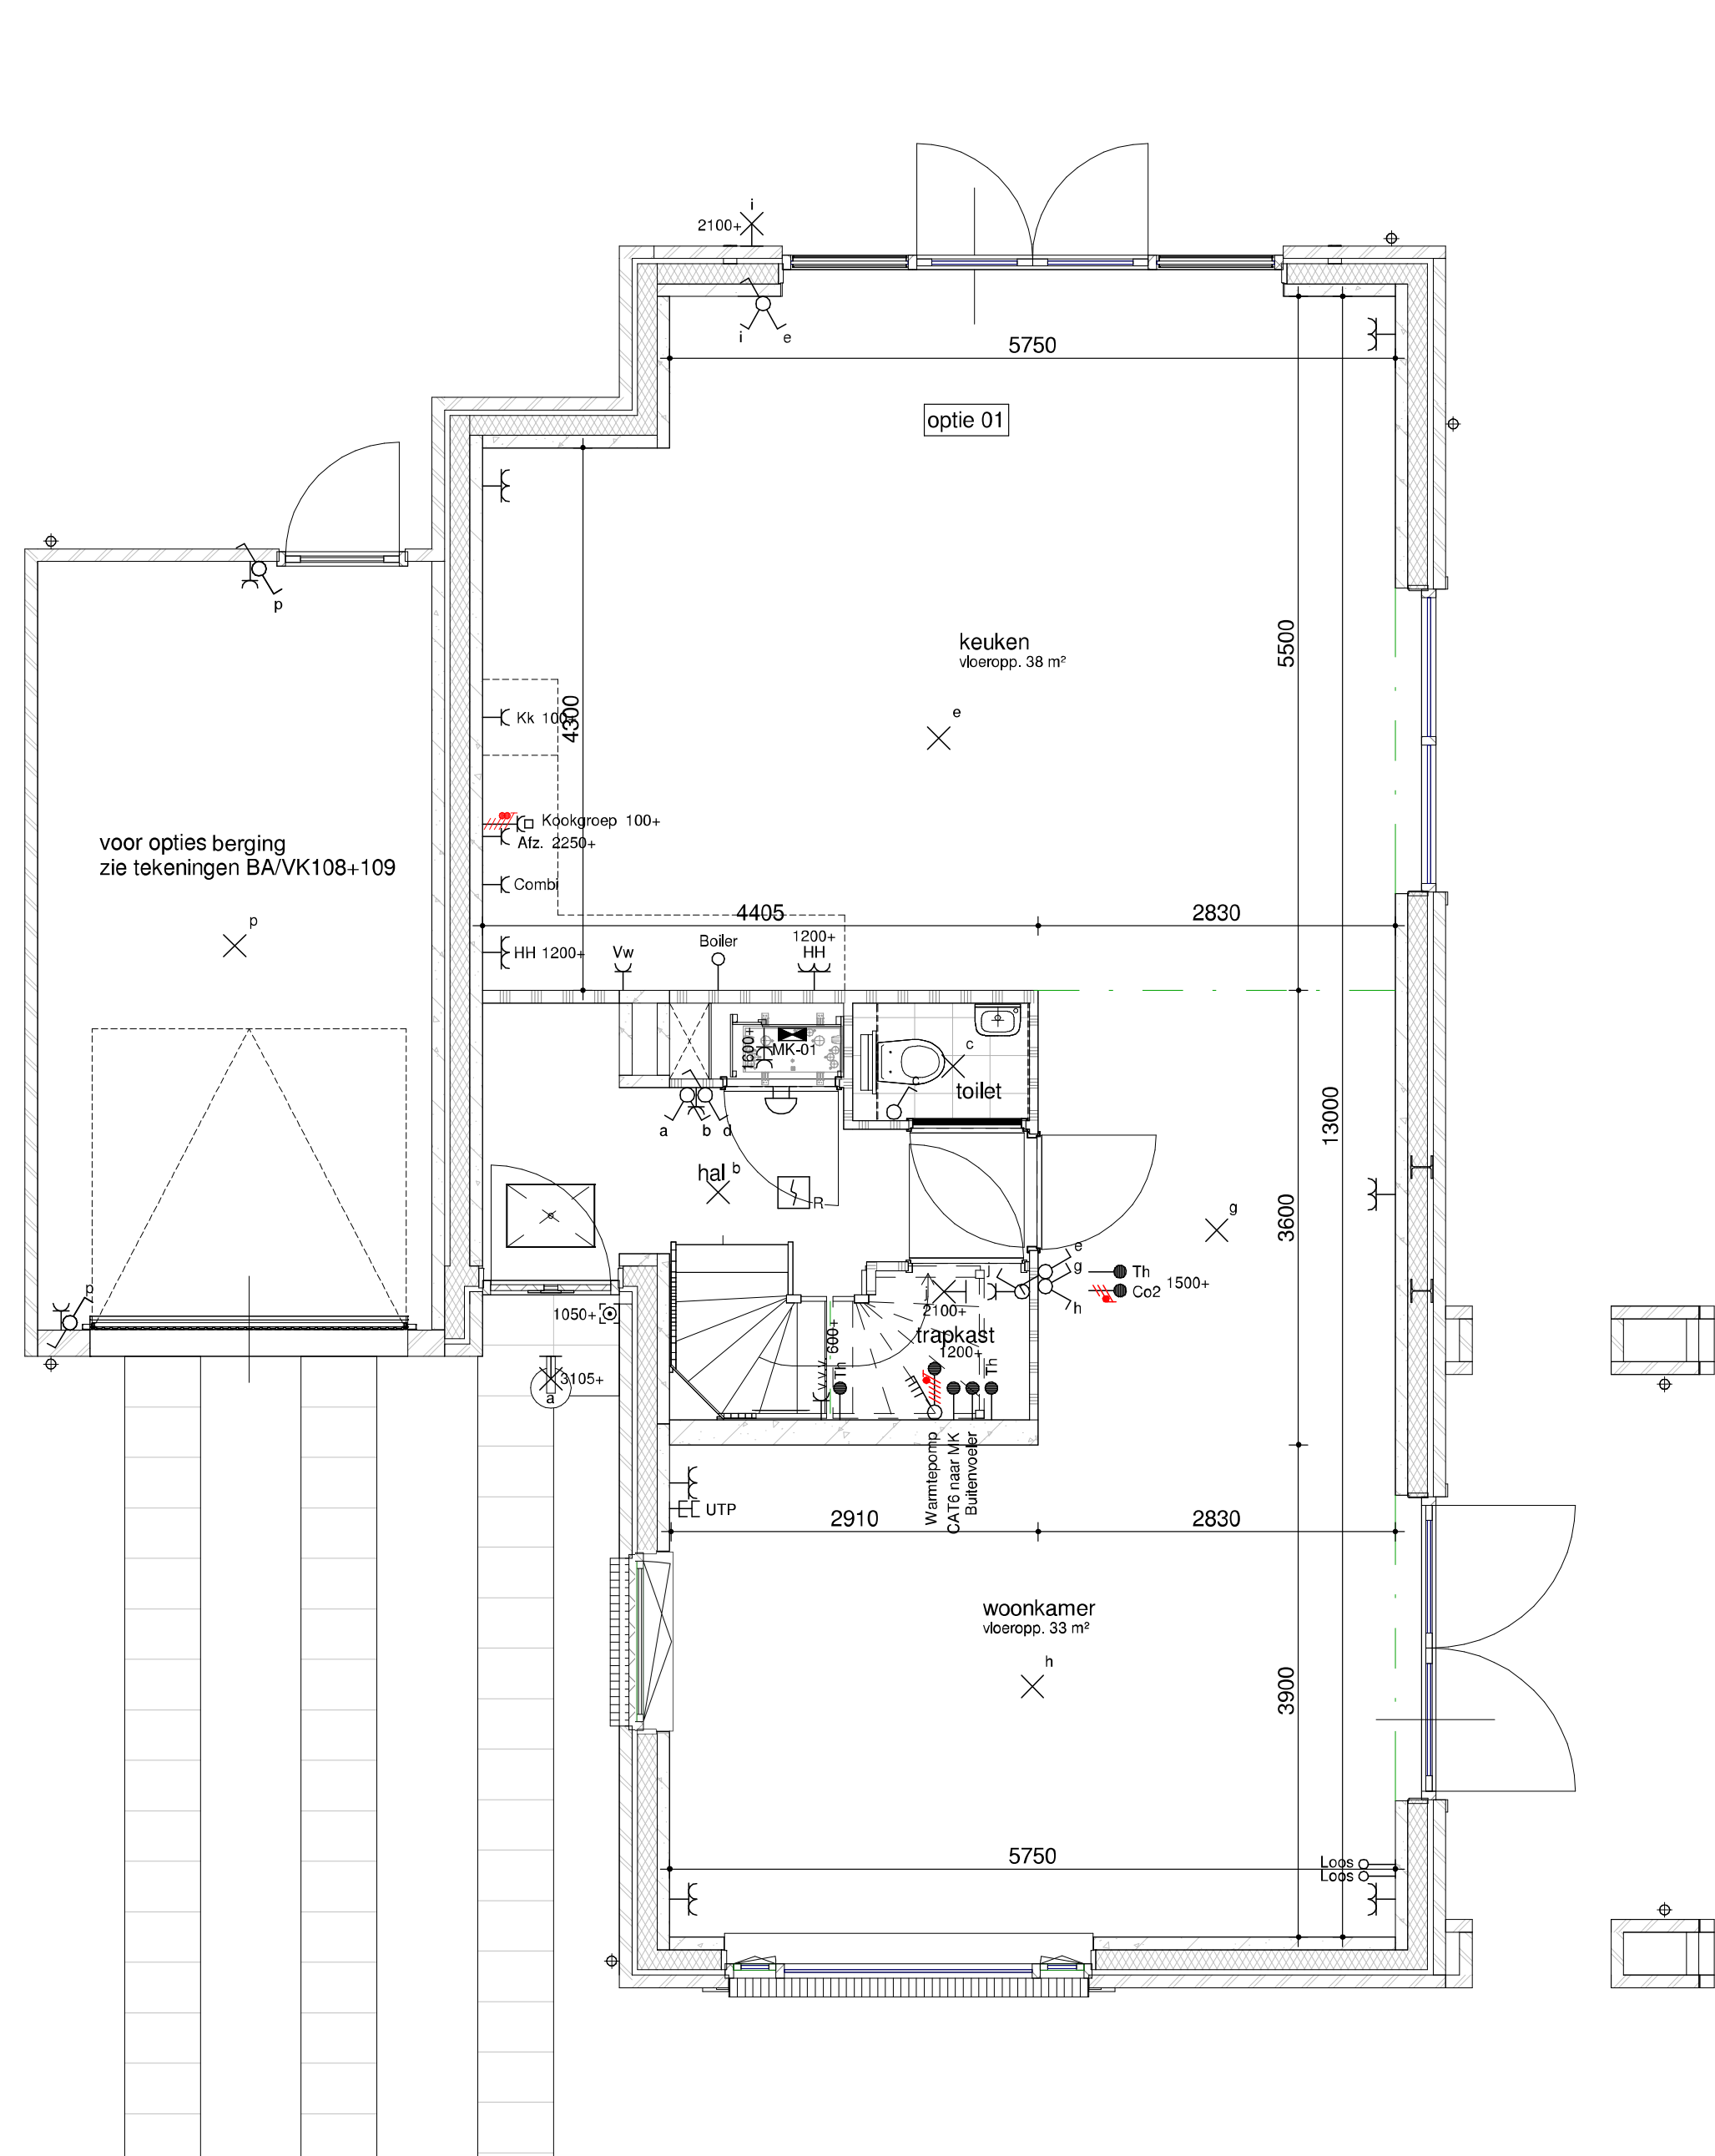 i
2100+
i
e
5750
optie 01
p
keuken
vloeropp. 38 m²
5500
Kk 100+
4300
e
Kookgroep 100+
Afz. 2250+
voor opties berging
zie tekeningen BA/VK108+109
Combi
p
4405
2830
HH 1200+
Vw
Boiler
1200+
HH
1600+
MK-01
c
c
toilet
a
b
d
13000
hal
b
R
g
3600
e
g
h
j
Th
Co2
1500+
p
1050+
2100+
trapkast
1200+
600+
V.V.V.
Th
Th
3105+
a
Warmtepomp
CAT6 naar MK
Buitenvoeler
UTP
2910
2830
woonkamer
vloeropp. 33 m²
h
3900
5750
Loos
Loos